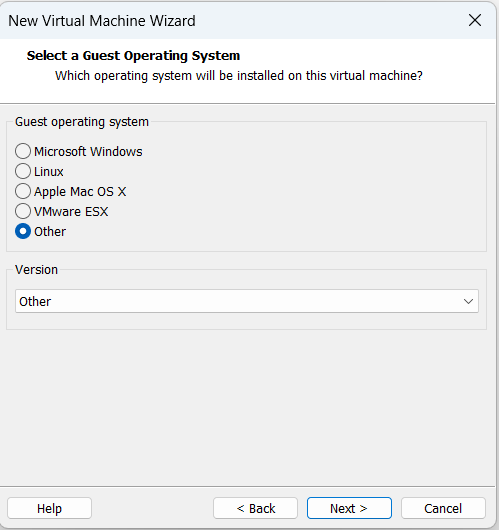 New Virtual Machine Wizard
Select a Guest Operating System
Which operating system will be installed on this virtual machine?
Guest operating system
Microsoft Windows
Linux
Apple Mac OS X
VMware ESX
Other
Version
Other
Help
< Back
Next >
Cancel